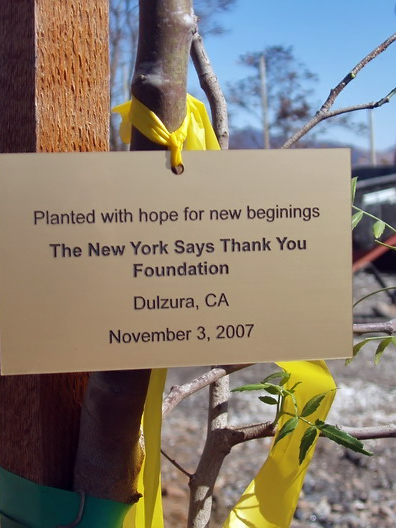 Planted with hope for new beginings
The New York Says Thank You
Foundation
Dulzura, CA
November 3, 2007